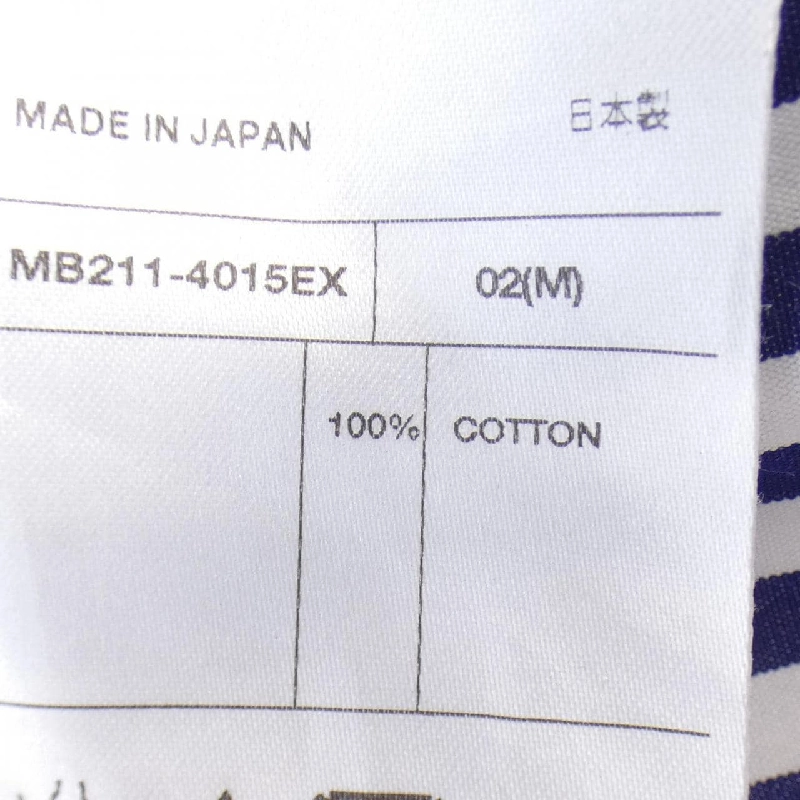 MADE IN JAPAN 日本製
MB211-4015EX 02(M)
100% COTTON